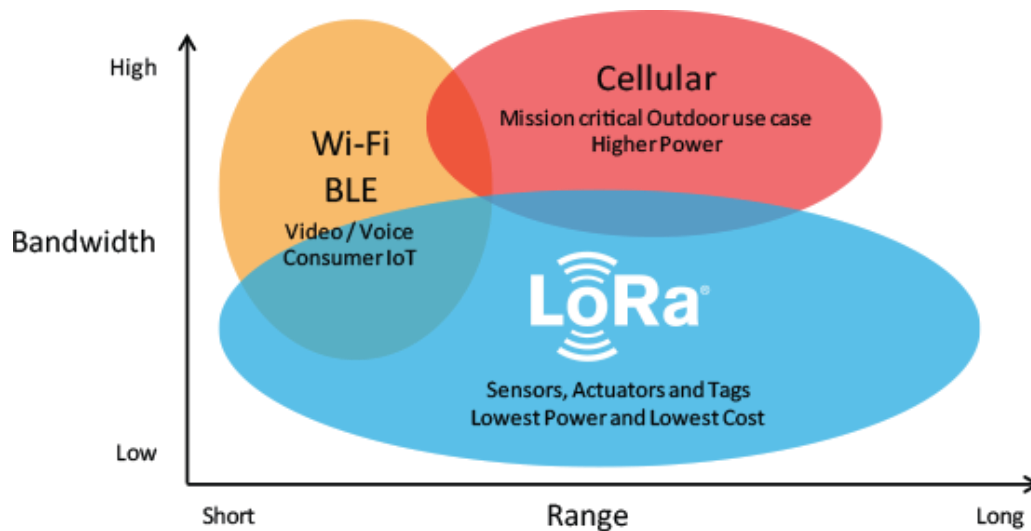 High
Cellular
Mission critical Outdoor use case
Higher Power
Wi-Fi
BLE
Video / Voice
Consumer IoT
Bandwidth
LoRa®
Sensors, Actuators and Tags
Lowest Power and Lowest Cost
Low
Short
Range
Long